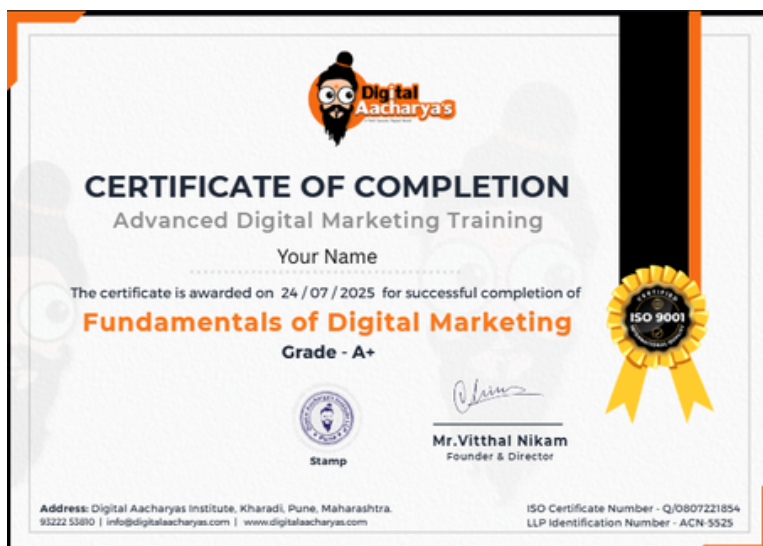 Digital
Aacharya's
CERTIFICATE OF COMPLETION
Advanced Digital Marketing Training
Your Name
The certificate is awarded on 24 / 07 / 2025 for successful completion of
Fundamentals of Digital Marketing
Grade - A+
CERTIFIED
ISO 9001
Stamp
Mr.Vitthal Nikam
Founder & Director
Address: Digital Aacharyas Institute, Kharadi, Pune, Maharashtra.
93222 53810 | info@digitalaacharyas.com | www.digitalaacharyas.com
ISO Certificate Number - Q/0807221854
LLP Identification Number - ACN-5525